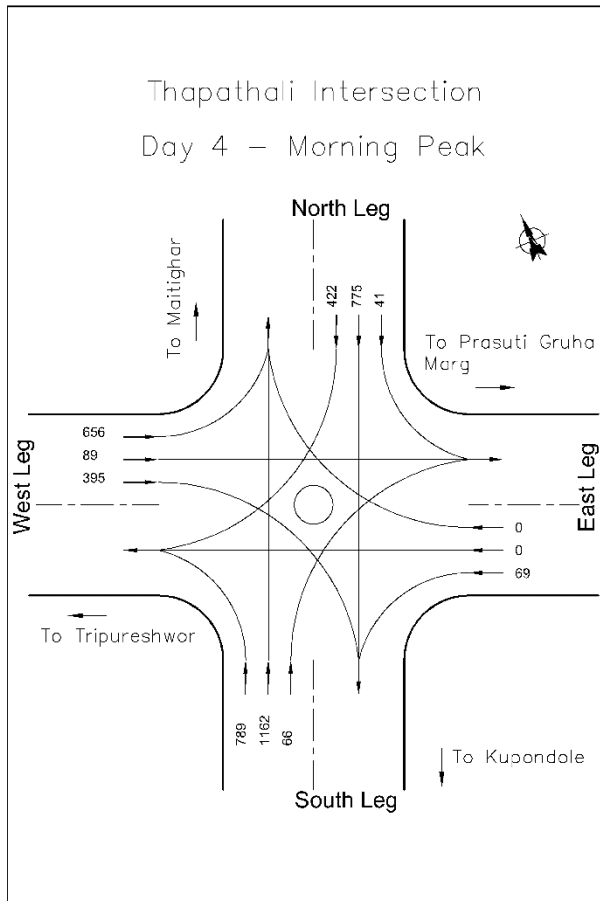 Thapathali Intersection
Day 4 – Morning Peak
North Leg
To Maitighar
422
775
41
To Prasuti Gruha
Marg
656
89
395
West Leg
East Leg
0
0
69
To Tripureshwor
789
1162
66
To Kupondole
South Leg